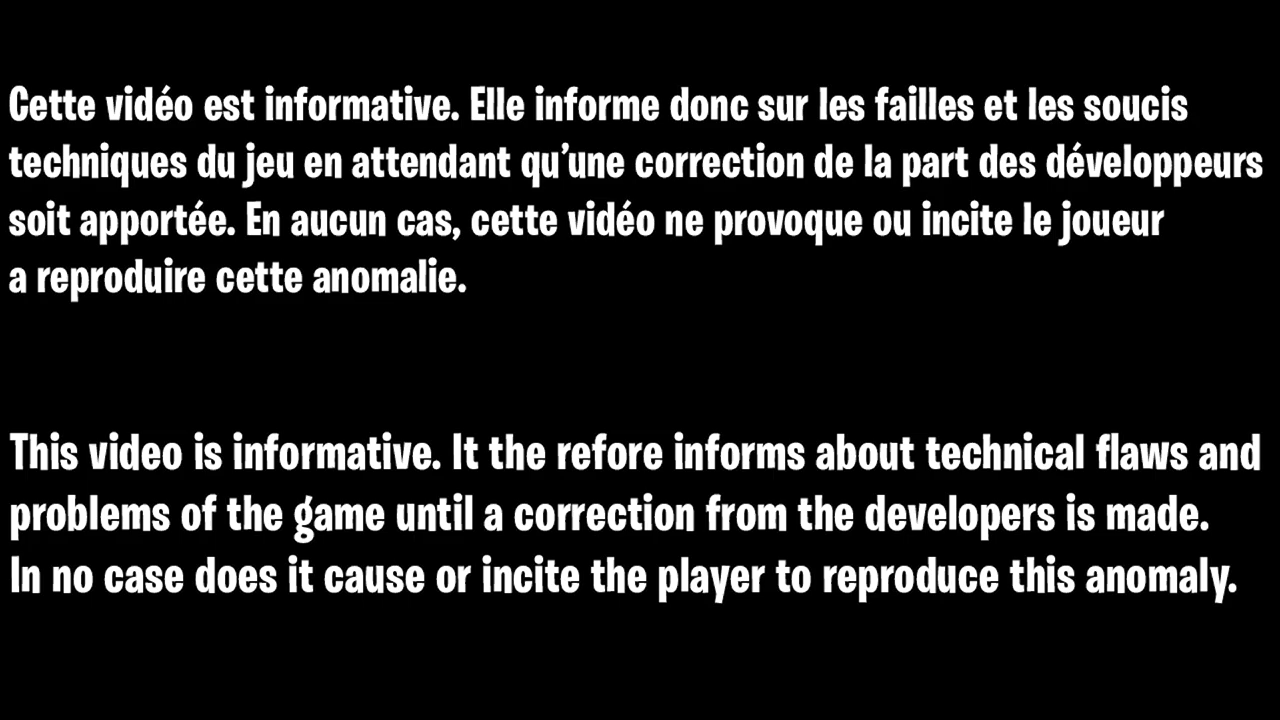 Cette vidéo est informative. Elle informe donc sur les failles et les soucis
techniques du jeu en attendant qu’une correction de la part des développeurs
soit apportée. En aucun cas, cette vidéo ne provoque ou incite le joueur
a reproduire cette anomalie.
This video is informative. It the refore informs about technical flaws and
problems of the game until a correction from the developers is made.
In no case does it cause or incite the player to reproduce this anomaly.